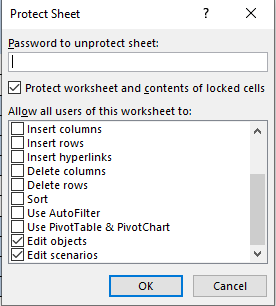 Protect Sheet
?
Password to unprotect sheet:
Protect worksheet and contents of locked cells
Allow all users of this worksheet to:
Insert columns
Insert rows
Insert hyperlinks
Delete columns
Delete rows
Sort
Use AutoFilter
Use PivotTable & PivotChart
Edit objects
Edit scenarios
OK
Cancel